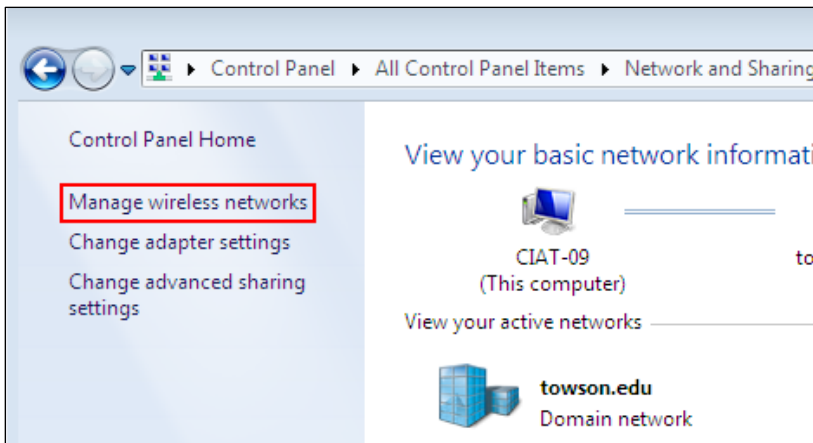 Control Panel ▸ All Control Panel Items ▸ Network and Sharing
Control Panel Home
Manage wireless networks
Change adapter settings
Change advanced sharing
settings
View your basic network informati
CIAT-09
(This computer)
to
View your active networks
towson.edu
Domain network